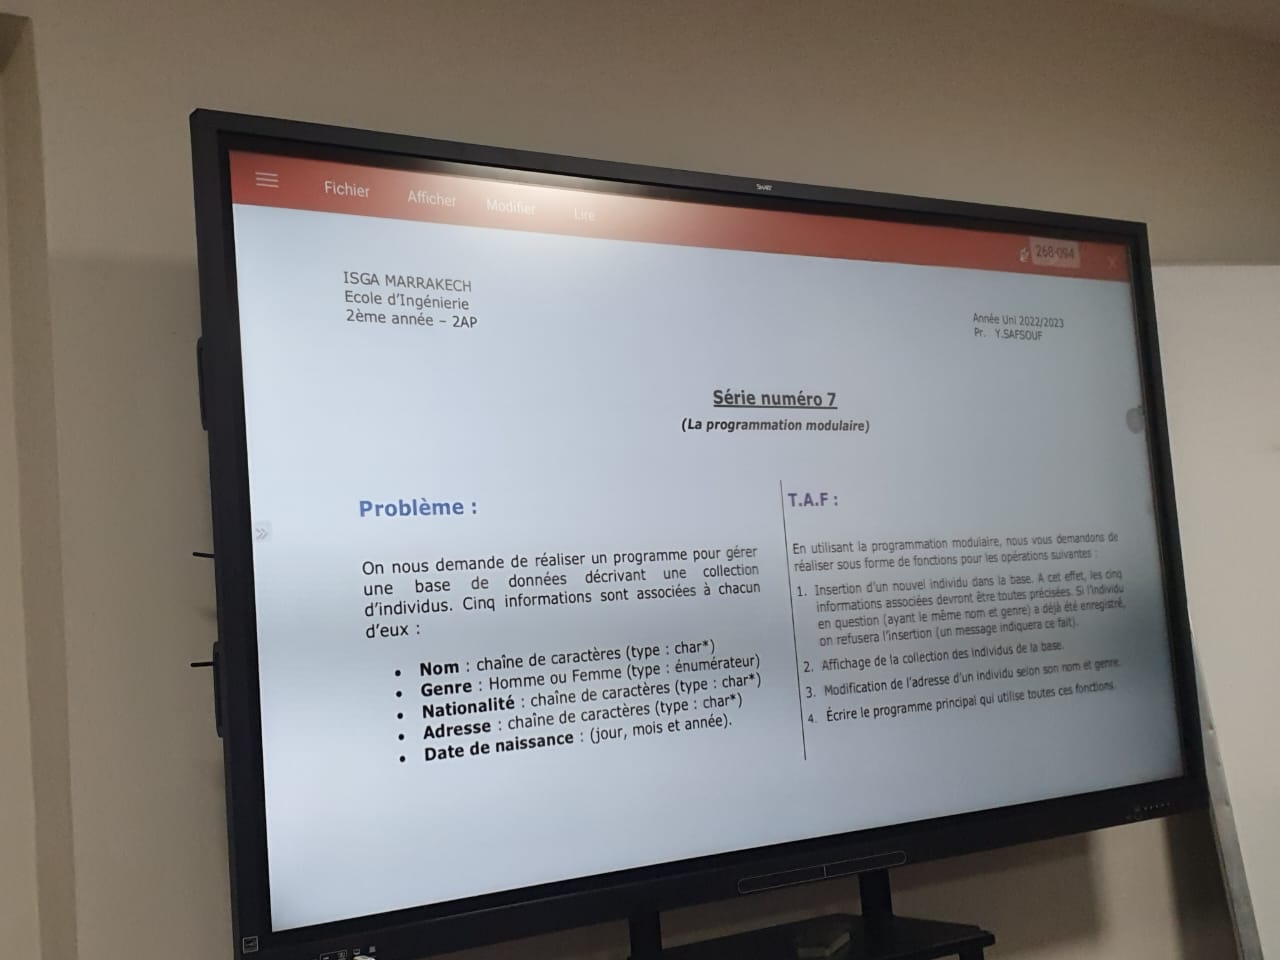 SMART
Fichier Afficher Modifier Lire
268-094
ISGA MARRAKECH
Ecole d'Ingénierie
2ème année – 2AP
Année Uni 2022/2023
Pr. Y.SAFSOUF
Série numéro 7
(La programmation modulaire)
Problème :
On nous demande de réaliser un programme pour gérer
une base de données décrivant une collection
d'individus. Cinq informations sont associées à chacun
d'eux :
• Nom : chaîne de caractères (type : char*)
• Genre : Homme ou Femme (type : énumérateur)
• Nationalité : chaîne de caractères (type : char*)
• Adresse : chaîne de caractères (type : char*)
• Date de naissance : (jour, mois et année).
T.A.F :
En utilisant la programmation modulaire, nous vous demandons de
réaliser sous forme de fonctions pour les opérations suivantes :
1. Insertion d'un nouvel individu dans la base. A cet effet, les cinq
informations associées devront être toutes précisées. Si l'individu
en question (ayant le même nom et genre) a déjà été enregistré,
on refusera l'insertion (un message indiquera ce fait).
2. Affichage de la collection des individus de la base.
3. Modification de l'adresse d'un individu selon son nom et genre.
4. Écrire le programme principal qui utilise toutes ces fonctions.